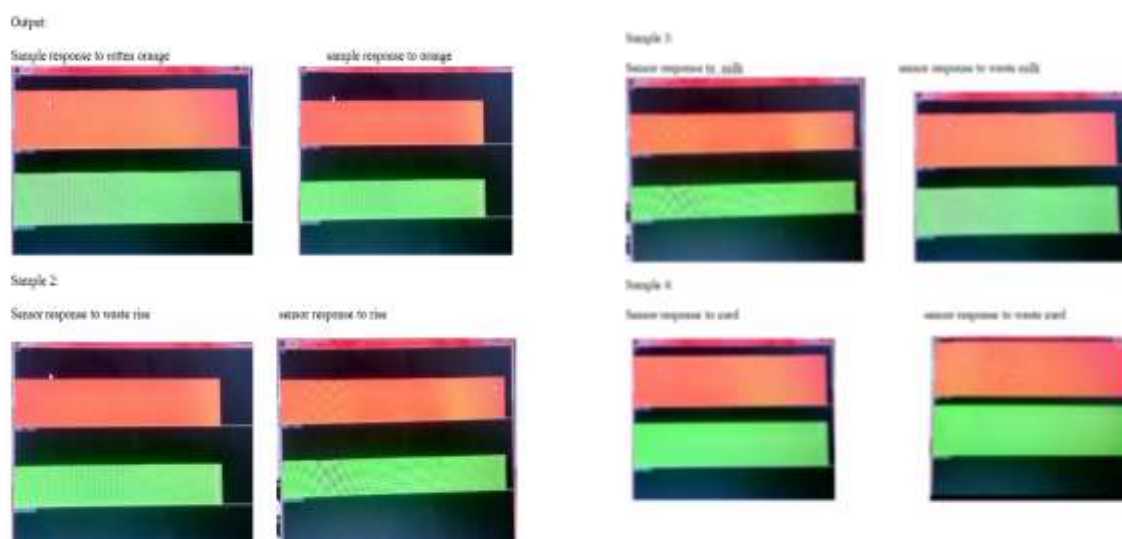 Output:
Sample response to rotten orange
sample response to orange
Sample 2:
Sensor response to waste rise
sensor response to rise
Sample 3:
Sensor response to milk
sensor response to waste milk
Sample 4:
Sensor response to curd
sensor response to waste curd